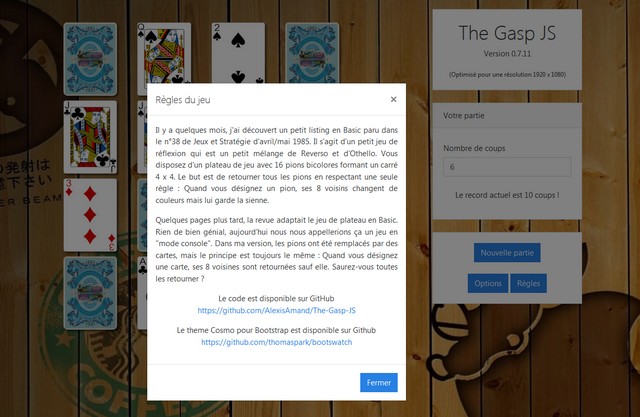 The Gasp JS
Version 0.7.11
(Optimisé pour une résolution 1920 x 1080)
Règles du jeu
×
Il y a quelques mois, j'ai découvert un petit listing en Basic paru dans
le n°38 de Jeux et Stratégie d'avril/mai 1985. Il s'agit d'un petit jeu de
réflexion qui est un petit mélange de Reverso et d'Othello. Vous
disposez d'un plateau de jeu avec 16 pions bicolores formant un carré
4 x 4. Le but est de retourner tous les pions en respectant une seule
règle : Quand vous désignez un pion, ses 8 voisins changent de
couleurs mais lui garde la sienne.
Quelques pages plus tard, la revue adaptait le jeu de plateau en Basic.
Rien de bien génial, aujourd'hui nous nous appellerions ça un jeu en
"mode console". Dans ma version, les pions ont été remplacés par des
cartes, mais le principe est toujours le même : Quand vous désignez
une carte, ses 8 voisines sont retournées sauf elle. Saurez-vous toutes
les retourner ?
Le code est disponible sur GitHub
https://github.com/AlexisAmand/The-Gasp-JS
Le theme Cosmo pour Bootstrap est disponible sur Github
https://github.com/thomaspark/bootswatch
Fermer
Votre partie
Nombre de coups
6
Le record actuel est 10 coups !
Nouvelle partie
Options
Règles
Q
2
J
J
3
3
A
BEAM
COFFEE